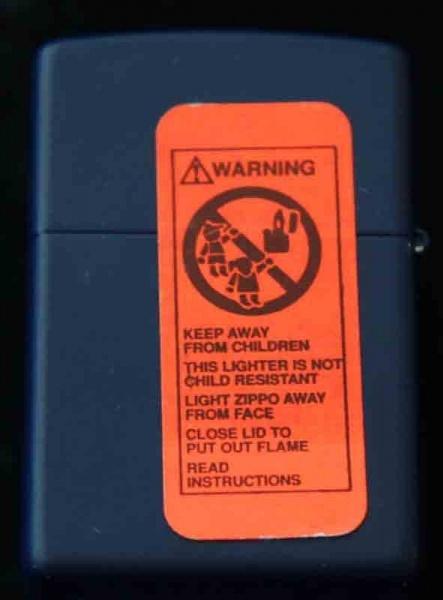 WARNING
KEEP AWAY
FROM CHILDREN
THIS LIGHTER IS NOT
CHILD RESISTANT
LIGHT ZIPPO AWAY
FROM FACE
CLOSE LID TO
PUT OUT FLAME
READ
INSTRUCTIONS